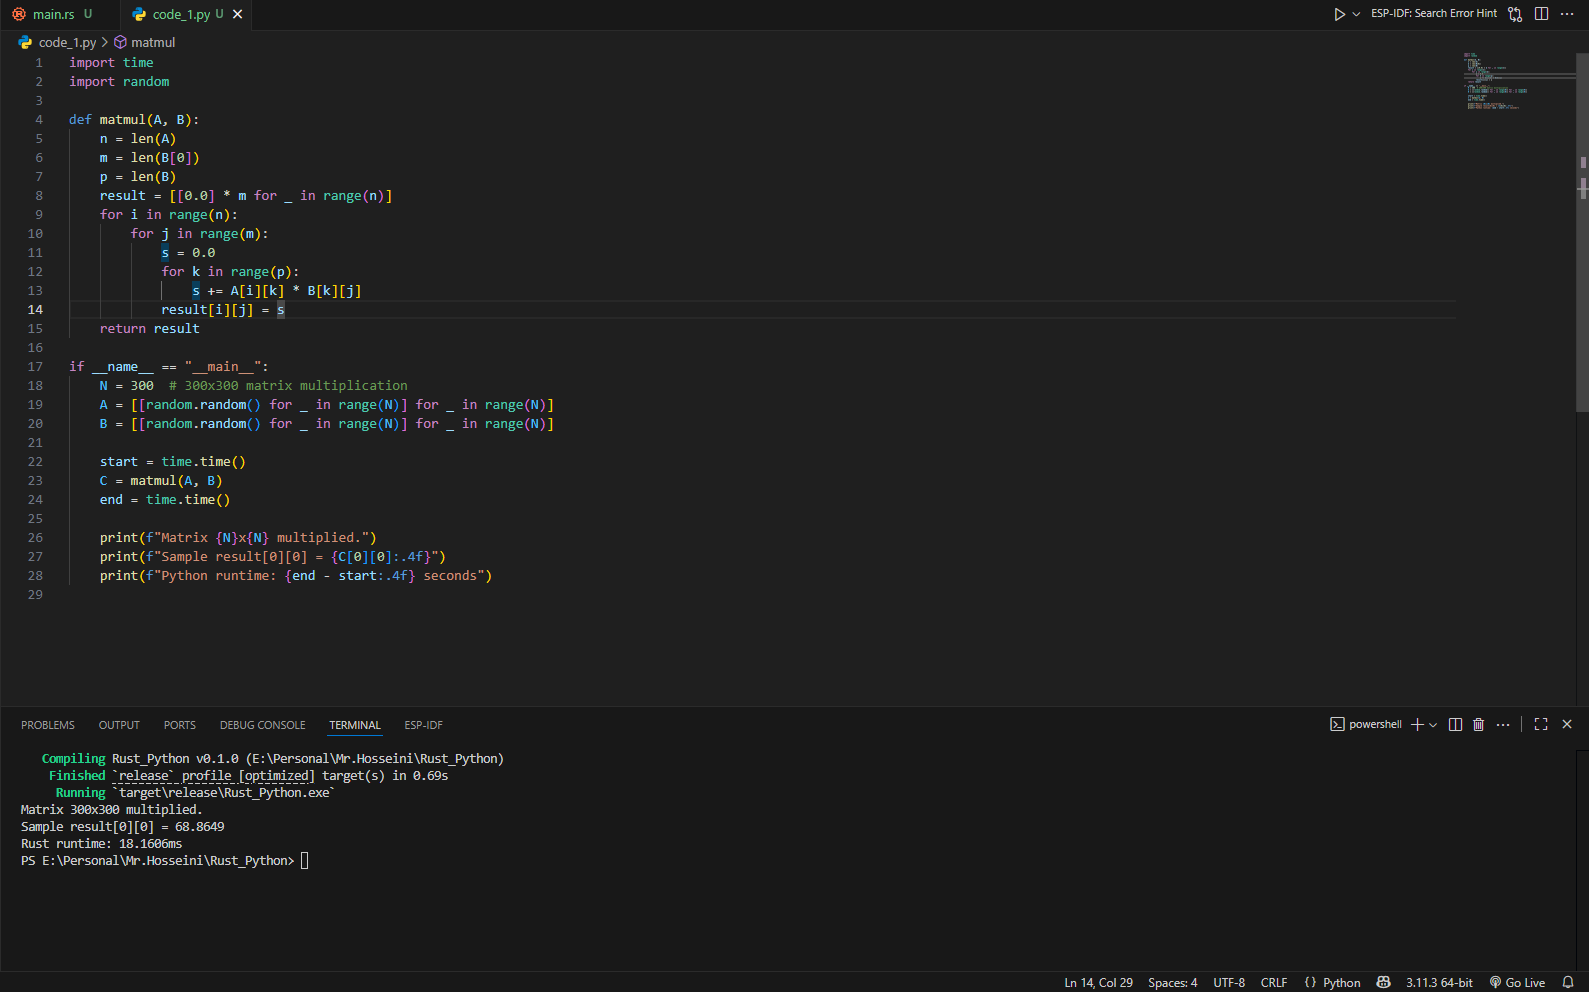 main.rs U code_1.py U
ESP-IDF: Search Error Hint
code_1.py > matmul
1 import time
2 import random
3
4 def matmul(A, B):
5     n = len(A)
6     m = len(B[0])
7     p = len(B)
8     result = [[0.0] * m for _ in range(n)]
9     for i in range(n):
10         for j in range(m):
11             s = 0.0
12             for k in range(p):
13                 s += A[i][k] * B[k][j]
14             result[i][j] = s
15     return result
16
17 if __name__ == "__main__":
18     N = 300  # 300x300 matrix multiplication
19     A = [[random.random() for _ in range(N)] for _ in range(N)]
20     B = [[random.random() for _ in range(N)] for _ in range(N)]
21
22     start = time.time()
23     C = matmul(A, B)
24     end = time.time()
25
26     print(f"Matrix {N}x{N} multiplied.")
27     print(f"Sample result[0][0] = {C[0][0]:.4f}")
28     print(f"Python runtime: {end - start:.4f} seconds")
29
PROBLEMS OUTPUT PORTS DEBUG CONSOLE TERMINAL ESP-IDF
powershell
Compiling Rust_Python v0.1.0 (E:\Personal\Mr.Hosseini\Rust_Python)
Finished `release` profile [optimized] target(s) in 0.69s
Running `target\release\Rust_Python.exe`
Matrix 300x300 multiplied.
Sample result[0][0] = 68.8649
Rust runtime: 18.1606ms
PS E:\Personal\Mr.Hosseini\Rust_Python>
Ln 14, Col 29 Spaces: 4 UTF-8 CRLF {} Python 3.11.3 64-bit Go Live